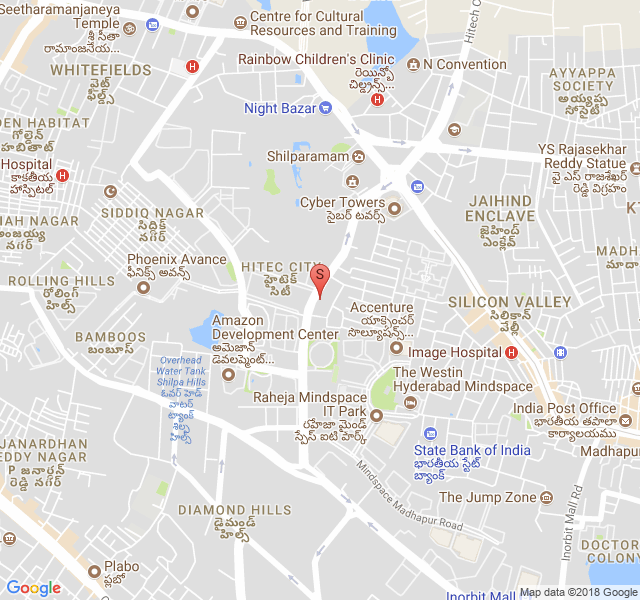 Seetharamanjaneya
Temple
శ్రీ సీతా
రామాంజనేయ...
Centre for Cultural
Resources and Training
Hitech C
Rainbow Children's Clinic
రెయిన్బో
చిల్డ్రన్స్...
N Convention
WHITEFIELDS
వైట్
ఫీల్డ్స్
AYYAPPA
SOCIETY
అయ్యప్ప
సోసైటీ
Night Bazar
DEN HABITAT
గోల్డెన్
హబితాట్
Hospital
కాకతీయ
హాస్పిటల్
Shilparamam
YS Rajasekhar
Reddy Statue
వై ఎస్ రాజశేఖర
రెడ్డి విగ్రహం
Cyber Towers
సైబర్ టవర్స్
JAIHIND
ENCLAVE
జైహింద్
ఎంక్లేవ్
SIDDIQ NAGAR
సిద్ధిక్
నగర్
IAH NAGAR
అంజయ్య
నగర్
MADHA
మాదా
Phoenix Avance
ఫీనిక్స్ అవన్స్
HITEC CITY
హైటెక్
సిటీ
S
ROLLING HILLS
రోలింగ్
హిల్స్
SILICON VALLEY
సిలికాన్
వేల్లీ
Accenture
యాక్సెంచర్
సొల్యూషన్స్...
Amazon
Development Center
అమెజాన్
డెవలప్మెంట్...
BAMBOOS
బంబూస్
Image Hospital
Overhead
Water Tank
Shilpa Hills
ఓవర్ హెడ్
వాటర్
ట్యాంక్
శిల్ప
హిల్స్
The Westin
Hyderabad Mindspace
Raheja Mindspace
IT Park
రహేజా మైండ్
స్పేస్ ఐటీ పార్క్
India Post Office
భారతీయ తపాలా
కార్యాలయము
JANARDHAN
REDDY NAGAR
P జనార్ధన్
రెడ్డి నగర్
State Bank of India
భారతీయ స్టేట్
బ్యాంక్
Madhapur
Mindspace Madhapur Road
The Jump Zone
Inorbit Mall Rd
DIAMOND HILLS
డైమండ్
హిల్స్
DOCTOR
COLONY
Plabo
ప్లబో
Google
Inorbit Mall
Map data ©2018 Google